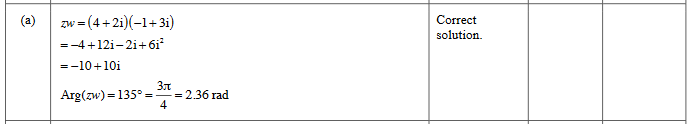 (a) zw = (4 + 2i)(−1 + 3i) Correct solution.
= −4 + 12i − 2i + 6i²
= −10 + 10i
Arg(zw) = 135° = 3π/4 = 2.36 rad